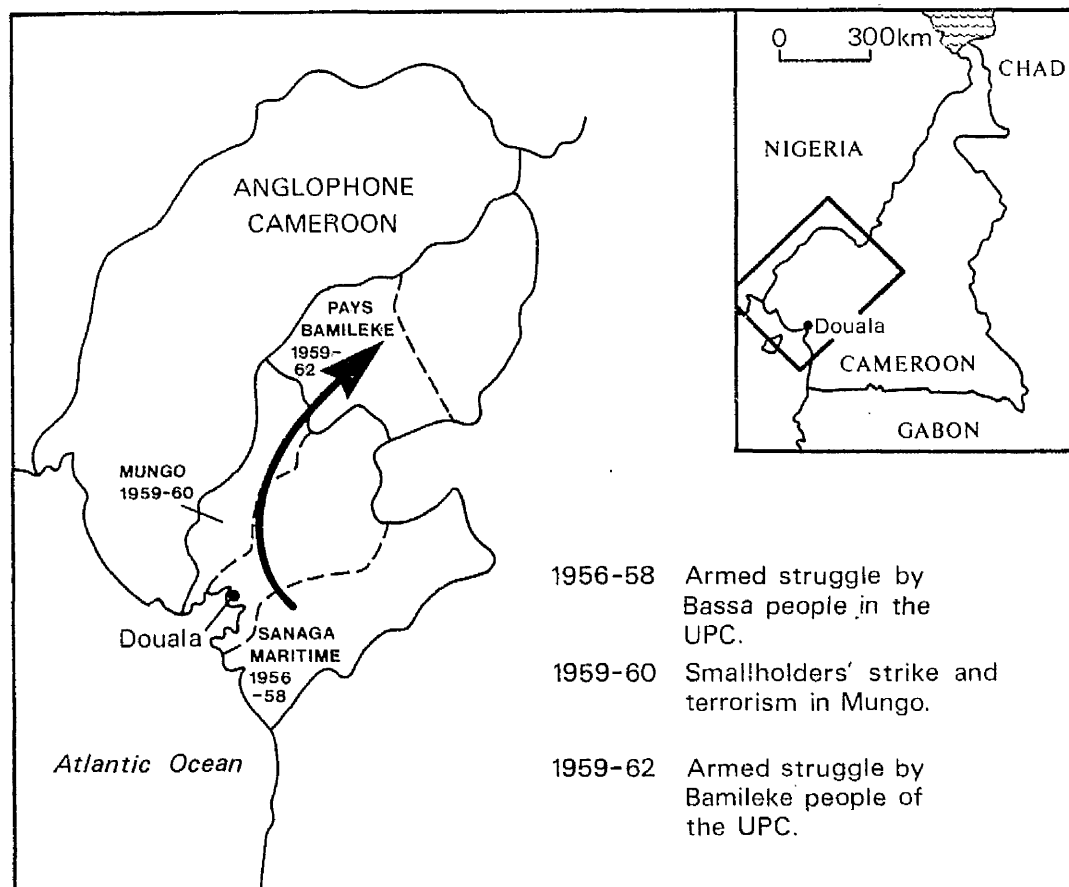 ANGLOPHONE
CAMEROON
PAYS
BAMILEKE
1959-
62
MUNGO
1959-60
Douala
SANAGA
MARITIME
1956
-58
Atlantic Ocean
0 300km
CHAD
NIGERIA
Douala
CAMEROON
GABON
1956-58 Armed struggle by
Bassa people in the
UPC.
1959-60 Smallholders' strike and
terrorism in Mungo.
1959-62 Armed struggle by
Bamileke people of
the UPC.